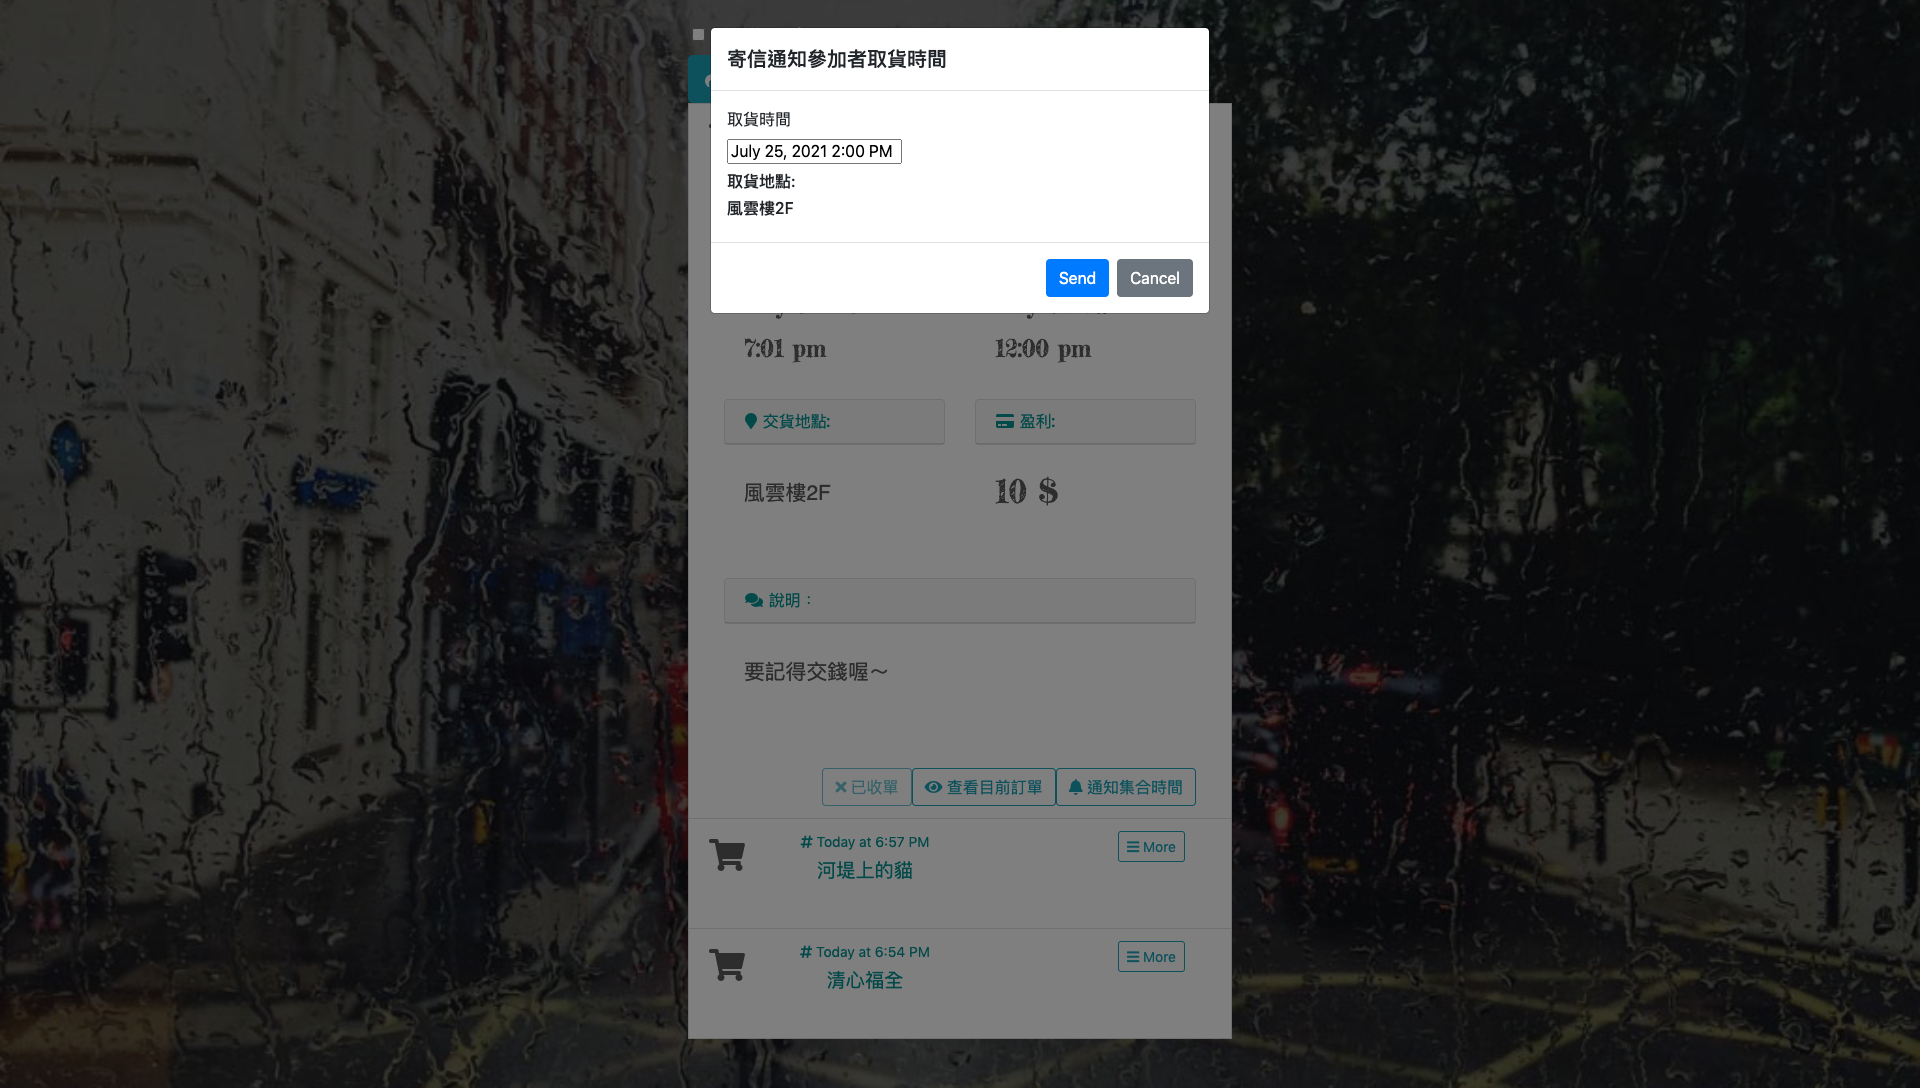 寄信通知參加者取貨時間
取貨時間
July 25, 2021 2:00 PM
取貨地點:
風雲樓2F
Send
Cancel
7:01 pm
12:00 pm
交貨地點:
盈利:
風雲樓2F
10 $
說明：
要記得交錢喔～
已收單
查看目前訂單
通知集合時間
# Today at 6:57 PM
More
河堤上的貓
# Today at 6:54 PM
More
清心福全